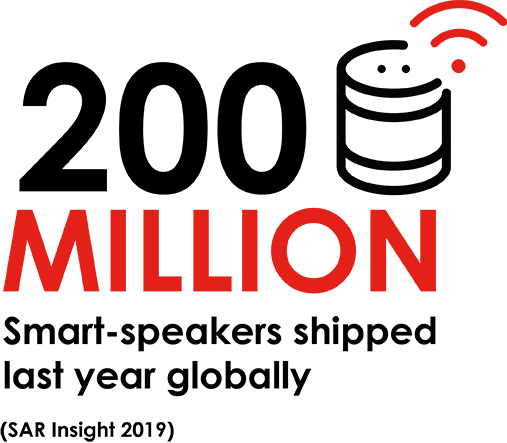 200
MILLION
Smart-speakers shipped
last year globally
(SAR Insight 2019)